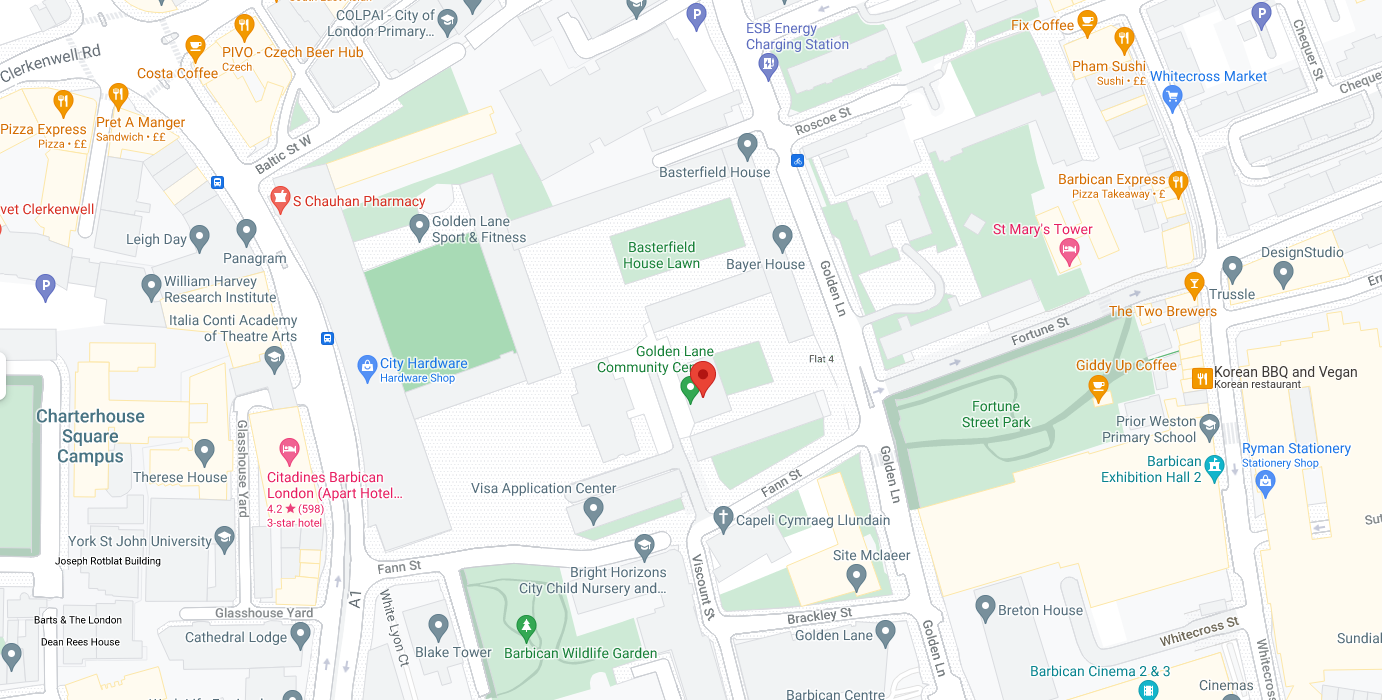 COLPAI - City of
London Primary...
P
ESB Energy
Charging Station
Fix Coffee
P
Chequer St
Clerkenwell Rd
PIVO - Czech Beer Hub
Czech
Costa Coffee
Pham Sushi
Sushi • ££
Whitecross Market
Pizza Express
Pizza • ££
Pret A Manger
Sandwich • ££
Baltic St W
Roscoe St
Basterfield House
Barbican Express
Pizza Takeaway • £
S Chauhan Pharmacy
vet Clerkenwell
Golden Lane
Sport & Fitness
Leigh Day
Panagram
Basterfield
House Lawn
Bayer House
St Mary's Tower
DesignStudio
Trussle
P
William Harvey
Research Institute
Golden Ln
The Two Brewers
Fortune St
Italia Conti Academy
of Theatre Arts
City Hardware
Hardware Shop
Golden Lane
Flat 4
Giddy Up Coffee
Korean BBQ and Vegan
Korean restaurant
Charterhouse
Square
Campus
Fortune
Street Park
Prior Weston
Primary School
Glasshouse Yard
Therese House
Citadines Barbican
London (Apart Hotel...
4.2 ★ (598)
3-star hotel
Visa Application Center
Fann St
Golden Ln
Barbican
Exhibition Hall 2
Ryman Stationery
Stationery Shop
Capeli Cymraeg Llundain
York St John University
Joseph Rotblat Building
Fann St
Bright Horizons
City Child Nursery and...
Viscount St
Site Mclaeer
A1
White Lyon Ct
Glasshouse Yard
Barts & The London
Dean Rees House
Cathedral Lodge
Blake Tower
Barbican Wildlife Garden
Brackley St
Golden Lane
Golden Ln
Breton House
Whitecross St
Barbican Cinema 2 & 3
Cinemas
Barbican Centre